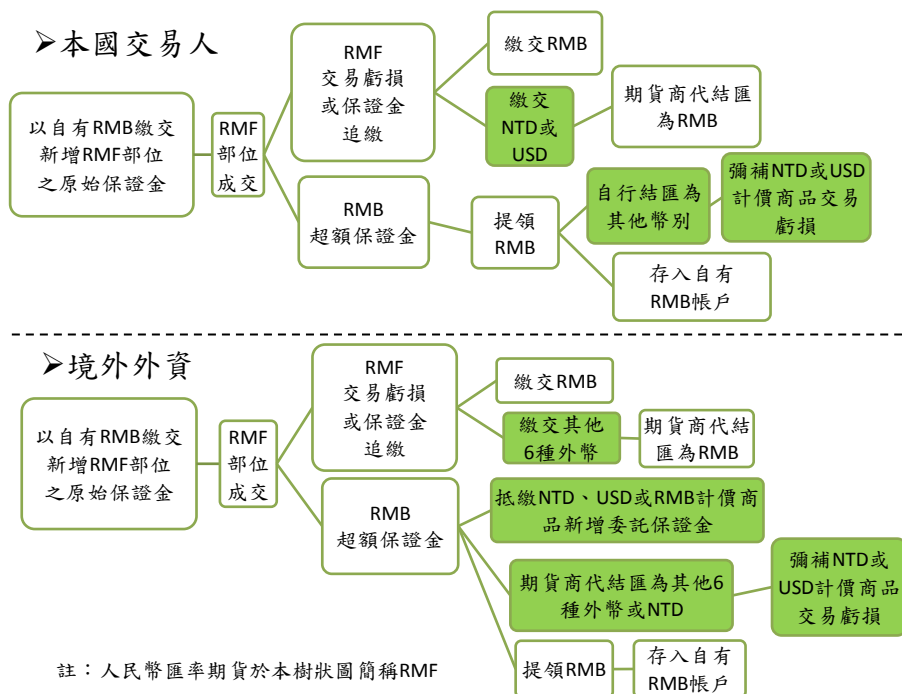 ➢本國交易人
以自有RMB繳交
新增RMF部位
之原始保證金
RMF
部位
成交
RMF
交易虧損
或保證金
追繳
繳交RMB
繳交
NTD或
USD
期貨商代結匯
為RMB
RMB
超額保證金
提領
RMB
自行結匯為
其他幣別
彌補NTD或USD
計價商品交易
虧損
存入自有
RMB帳戶
➢境外外資
以自有RMB繳交
新增RMF部位
之原始保證金
RMF
部位
成交
RMF
交易虧損
或保證金
追繳
繳交RMB
繳交其他
6種外幣
期貨商代結
匯為RMB
RMB
超額保證金
抵繳NTD、USD或RMB計價商
品新增委託保證金
期貨商代結匯為其他6
種外幣或NTD
彌補NTD或
USD計價商品
交易虧損
提領RMB
存入自有
RMB帳戶
註：人民幣匯率期貨於本樹狀圖簡稱RMF